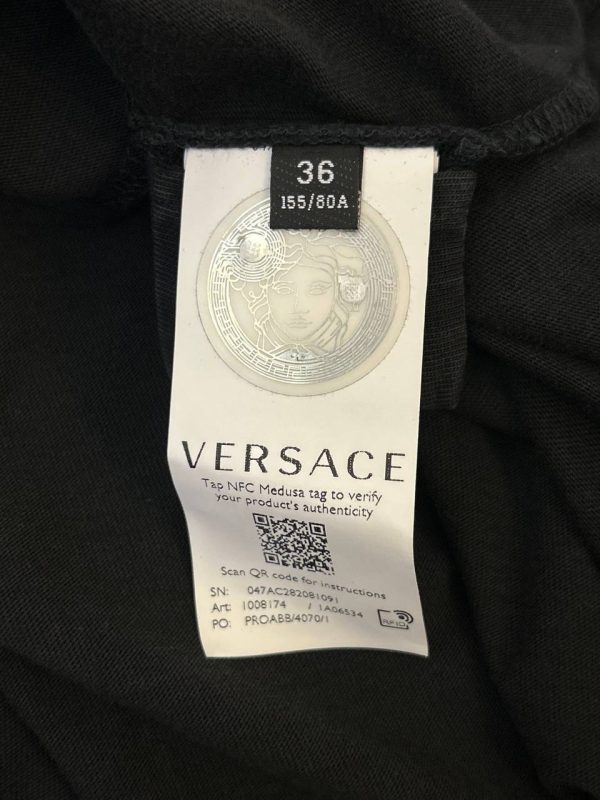 36
155/80A
VERSACE
Tap NFC Medusa tag to verify
your product's authenticity
Scan QR code for instructions
SN: 047AC282081091
Art: 1008174 / 1A06534
PO: PROABB/4070/1
RFID